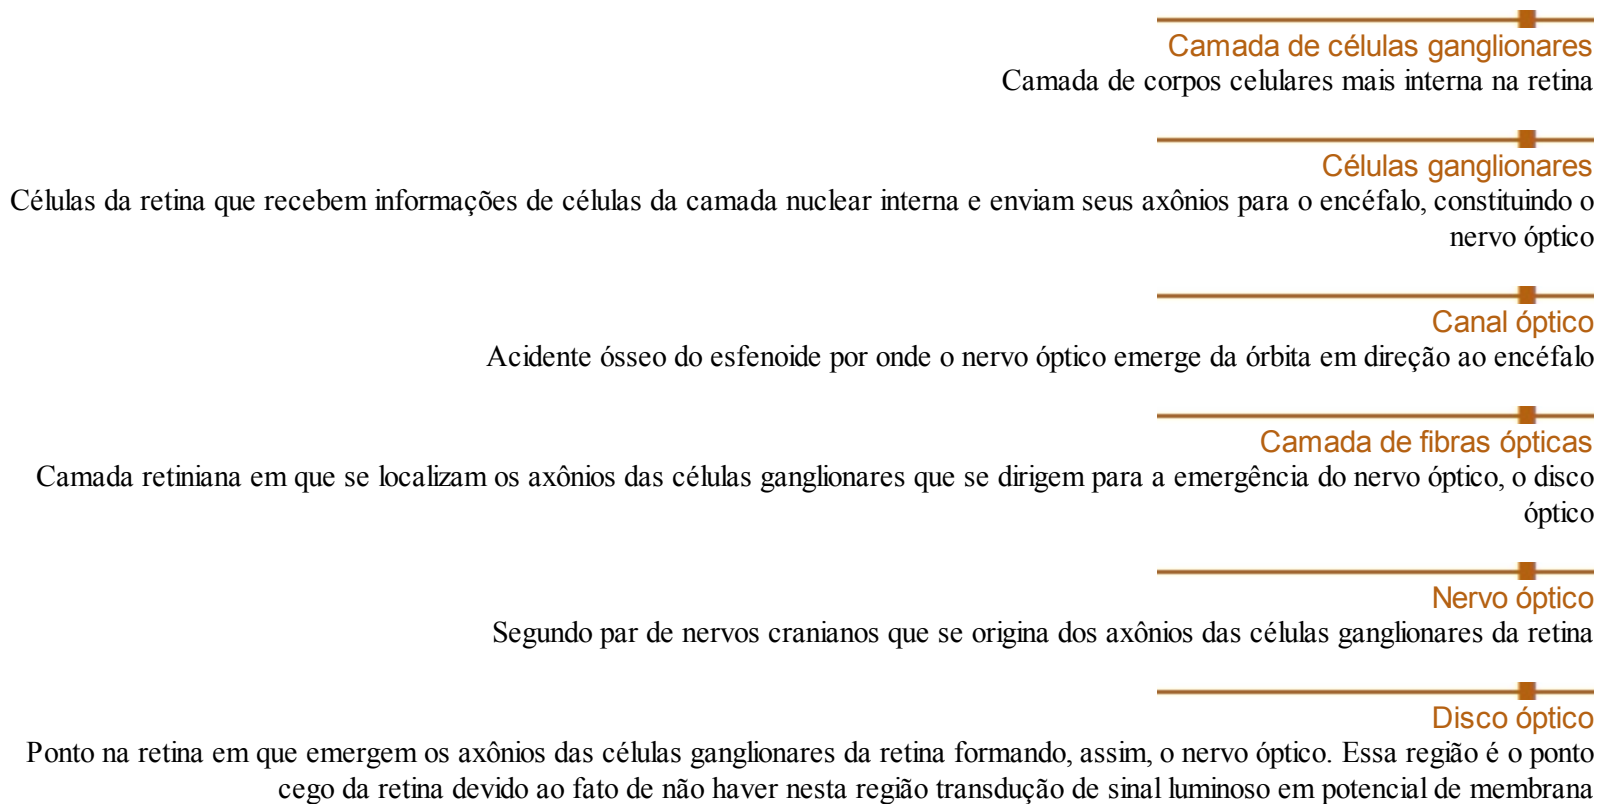 Camada de células ganglionares
Camada de corpos celulares mais interna na retina
Células ganglionares
Células da retina que recebem informações de células da camada nuclear interna e enviam seus axônios para o encéfalo, constituindo o
nervo óptico
Canal óptico
Acidente ósseo do esfenoide por onde o nervo óptico emerge da órbita em direção ao encéfalo
Camada de fibras ópticas
Camada retiniana em que se localizam os axônios das células ganglionares que se dirigem para a emergência do nervo óptico, o disco
óptico
Nervo óptico
Segundo par de nervos cranianos que se origina dos axônios das células ganglionares da retina
Disco óptico
Ponto na retina em que emergem os axônios das células ganglionares da retina formando, assim, o nervo óptico. Essa região é o ponto
cego da retina devido ao fato de não haver nesta região transdução de sinal luminoso em potencial de membrana